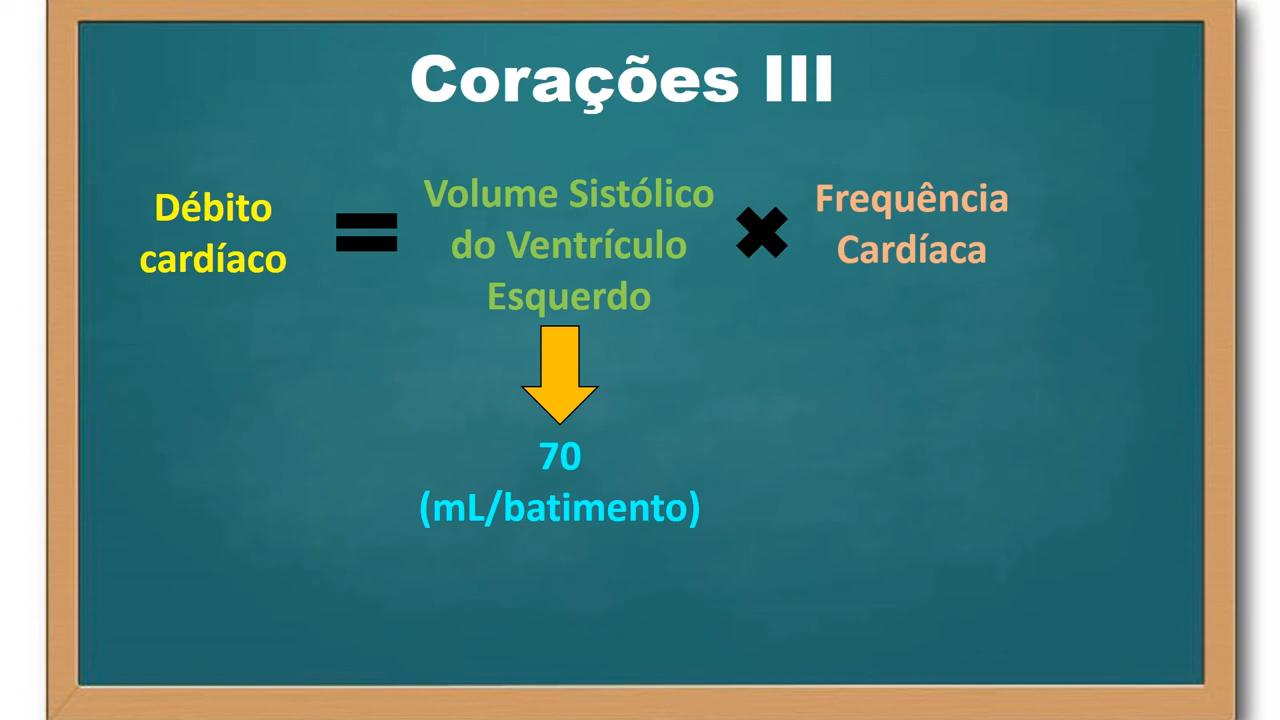 Corações III
Débito
cardíaco
=
Volume Sistólico
do Ventrículo
Esquerdo
×
Frequência
Cardíaca
70
(mL/batimento)